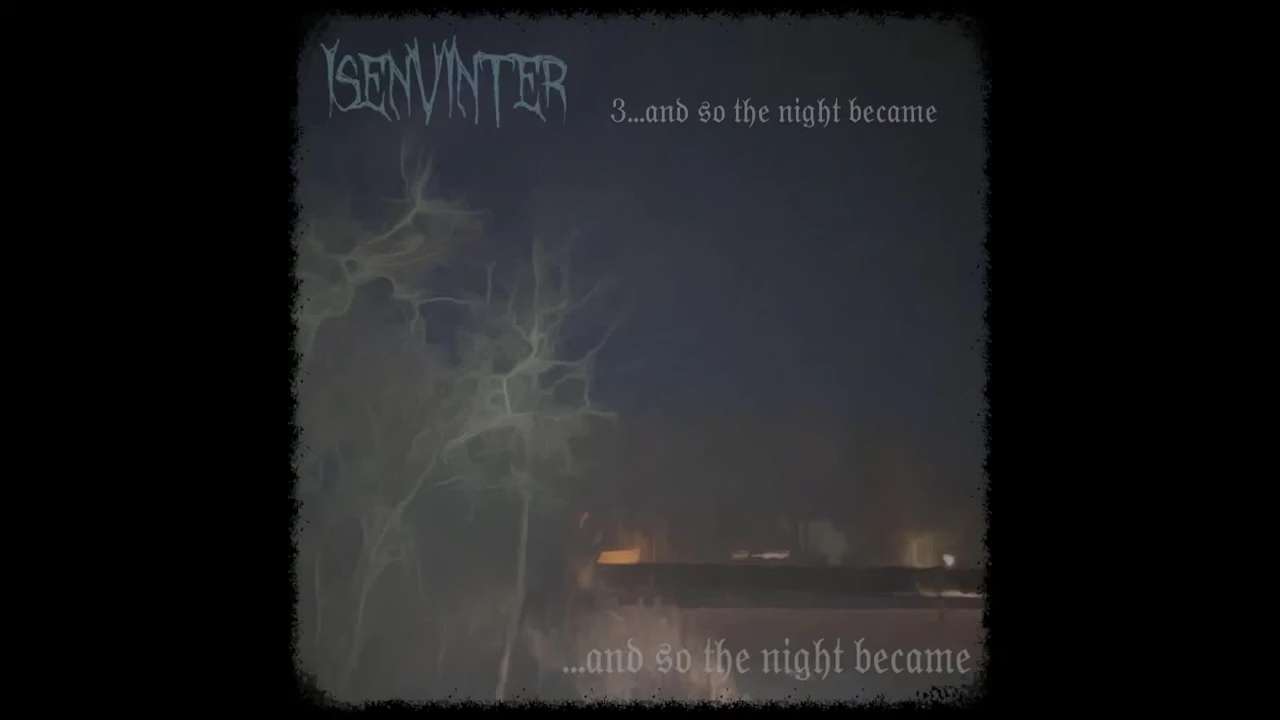 ISENVINTER
3...and so the night became
...and so the night became